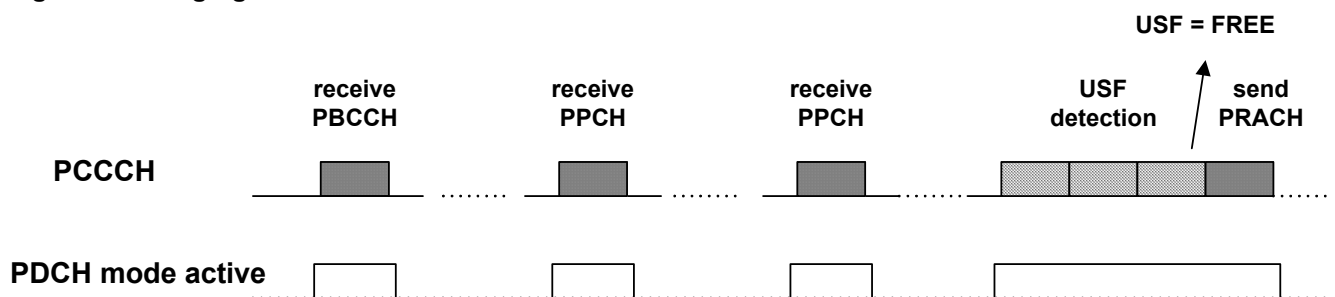 USF = FREE
receive
PBCCH
receive
PPCH
receive
PPCH
USF
detection
send
PRACH
PCCCH
PDCH mode active